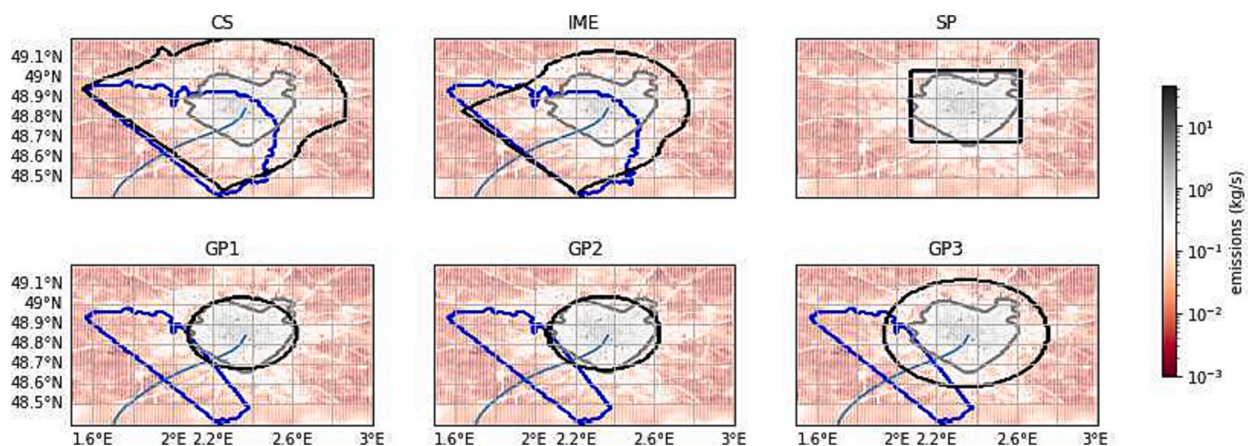 CS IME SP
49.1°N
49°N
48.9°N
48.8°N
48.7°N
48.6°N
48.5°N
GP1 GP2 GP3
49.1°N
49°N
48.9°N
48.8°N
48.7°N
48.6°N
48.5°N
1.6°E 2°E 2.2°E 2.6°E 3°E 1.6°E 2°E 2.2°E 2.6°E 3°E 1.6°E 2°E 2.2°E 2.6°E 3°E
10¹
10⁰
10⁻¹
10⁻²
10⁻³
emissions (kg/s)